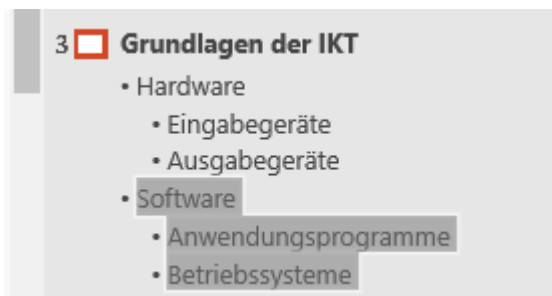 3 Grundlagen der IKT
• Hardware
• Eingabegeräte
• Ausgabegeräte
• Software
• Anwendungsprogramme
• Betriebssysteme